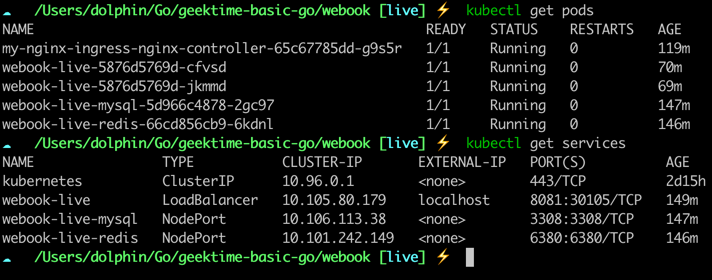 /Users/dolphin/Go/geektime-basic-go/webook [live] ⚡ kubectl get pods
NAME READY STATUS RESTARTS AGE
my-nginx-ingress-nginx-controller-65c67785dd-g9s5r 1/1 Running 0 119m
webook-live-5876d5769d-cfvsd 1/1 Running 0 70m
webook-live-5876d5769d-jkmmd 1/1 Running 0 69m
webook-live-mysql-5d966c4878-2gc97 1/1 Running 0 147m
webook-live-redis-66cd856cb9-6kdnl 1/1 Running 0 146m
/Users/dolphin/Go/geektime-basic-go/webook [live] ⚡ kubectl get services
NAME TYPE CLUSTER-IP EXTERNAL-IP PORT(S) AGE
kubernetes ClusterIP 10.96.0.1 <none> 443/TCP 2d15h
webook-live LoadBalancer 10.105.80.179 localhost 8081:30105/TCP 149m
webook-live-mysql NodePort 10.106.113.38 <none> 3308:3308/TCP 147m
webook-live-redis NodePort 10.101.242.149 <none> 6380:6380/TCP 146m
/Users/dolphin/Go/geektime-basic-go/webook [live] ⚡